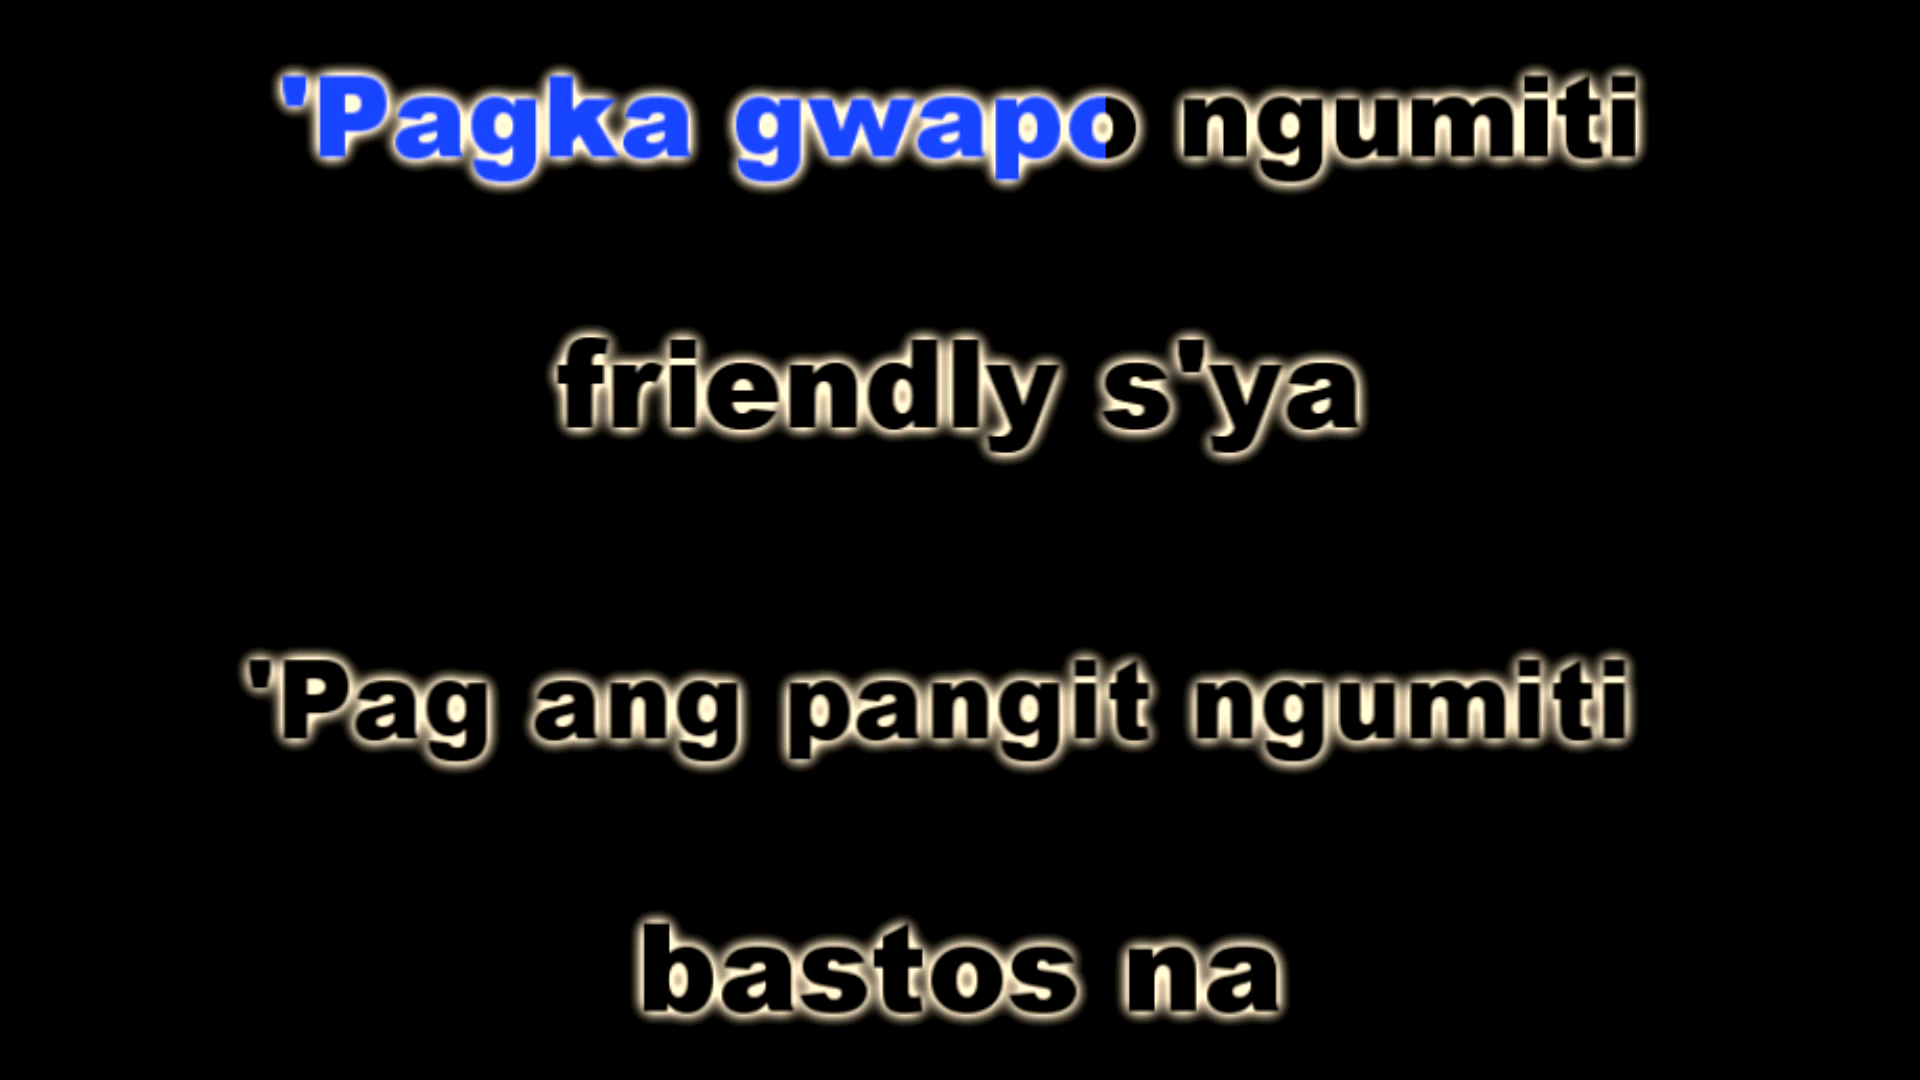 'Pagka gwapo ngumiti
friendly s'ya
'Pag ang pangit ngumiti
bastos na